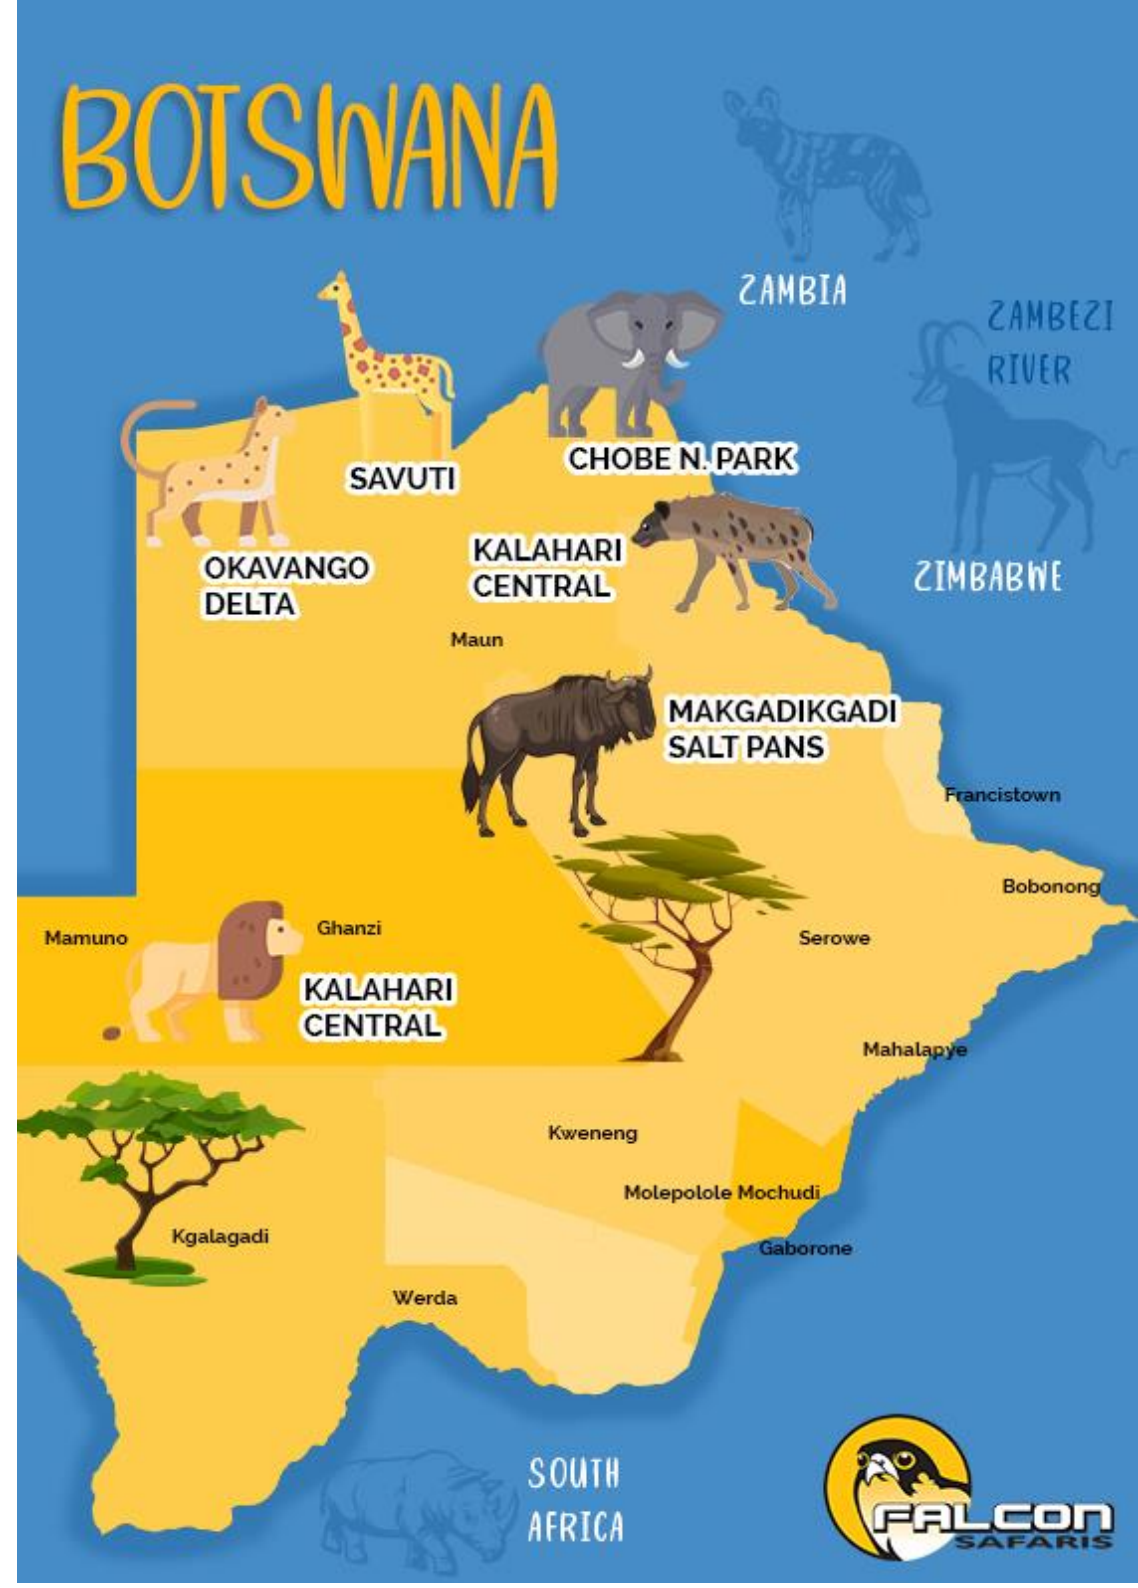 BOTSWANA
ZAMBIA
ZAMBEZI
RIVER
SAVUTI
CHOBE N. PARK
OKAVANGO
DELTA
KALAHARI
CENTRAL
ZIMBABWE
Maun
MAKGADIKGADI
SALT PANS
Francistown
Bobonong
Mamuno
Ghanzi
Serowe
KALAHARI
CENTRAL
Mahalapye
Kweneng
Molepolole Mochudi
Kgalagadi
Gaborone
Werda
SOUTH
AFRICA
FALCON
SAFARIS